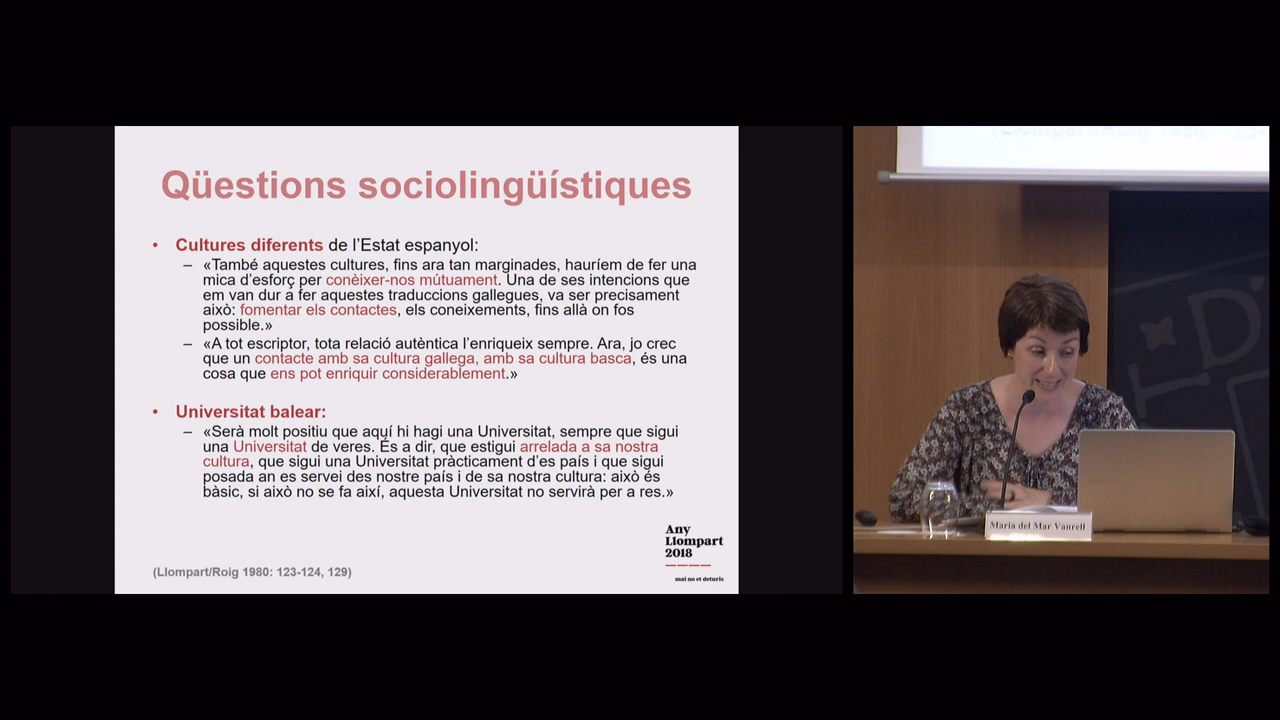 Qüestions sociolingüístiques
• Cultures diferents de l'Estat espanyol:
– «També aquestes cultures, fins ara tan marginades, hauríem de fer una
mica d'esforç per conèixer-nos mútuament. Una de ses intencions que
em van dur a fer aquestes traduccions gallegues, va ser precisament
això: fomentar els contactes, els coneixements, fins allà on fos
possible.»
– «A tot escriptor, tota relació autèntica l'enriqueix sempre. Ara, jo crec
que un contacte amb sa cultura gallega, amb sa cultura basca, és una
cosa que ens pot enriquir considerablement.»
• Universitat balear:
– «Serà molt positiu que aquí hi hagi una Universitat, sempre que sigui
una Universitat de veres. És a dir, que estigui arrelada a sa nostra
cultura, que sigui una Universitat pràcticament d'es país i que sigui
posada an es servei des nostre país i de sa nostra cultura: això és
bàsic, si això no se fa així, aquesta Universitat no servirà per a res.»
Any
Llompart
2018
mai no et deturis
(Llompart/Roig 1980: 123-124, 129)
(Llompart/Roig 1980: 123-
D'
Maria del Mar Vanrell